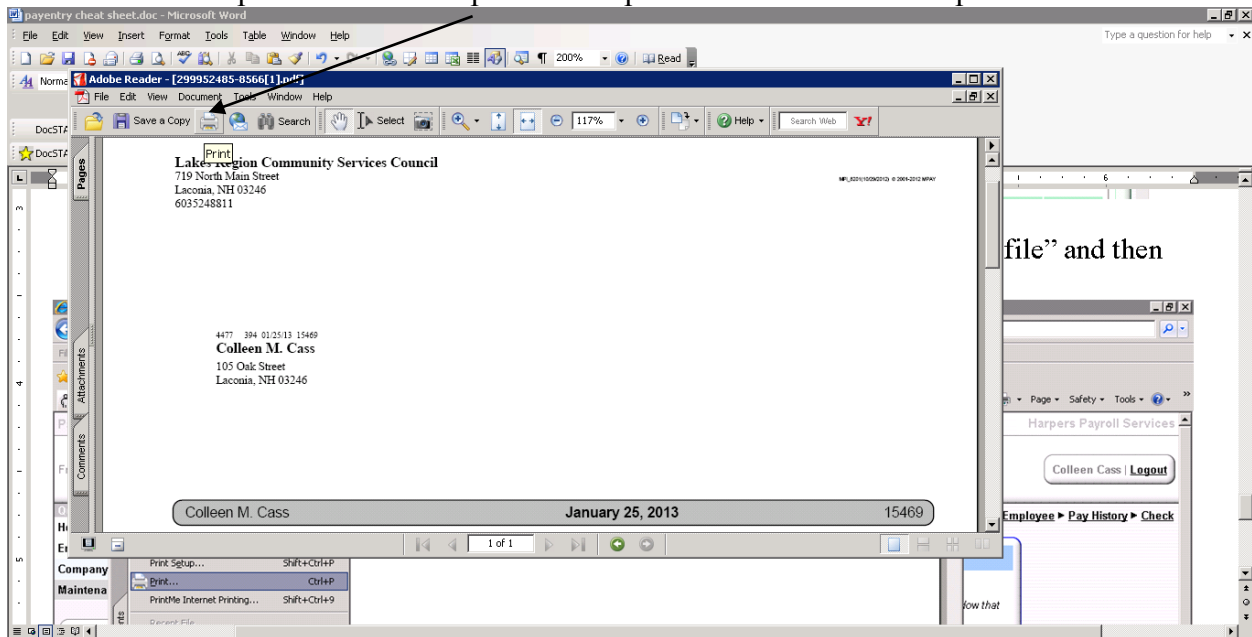 payentry cheat sheet.doc - Microsoft Word
File Edit View Insert Format Tools Table Window Help
Type a question for help
200%
Read
Adobe Reader - [299952485-8566[1].pdf]
File Edit View Document Tools Window Help
Save a Copy
Search
Select
117%
Help
Search Web
Y!
Print
Pages
Attachments
Comments
Lakes Region Community Services Council
719 North Main Street
Laconia, NH 03246
6035248811
4477 394 01/25/13 15469
Colleen M. Cass
105 Oak Street
Laconia, NH 03246
Colleen M. Cass January 25, 2013 15469
1 of 1
file” and then
Page Safety Tools
Harpers Payroll Services
Colleen Cass | Logout
Employee ► Pay History ► Check
Company
Print Setup... Shift+Ctrl+P
Print... Ctrl+P
PrintMe Internet Printing... Shift+Ctrl+9
Recent File